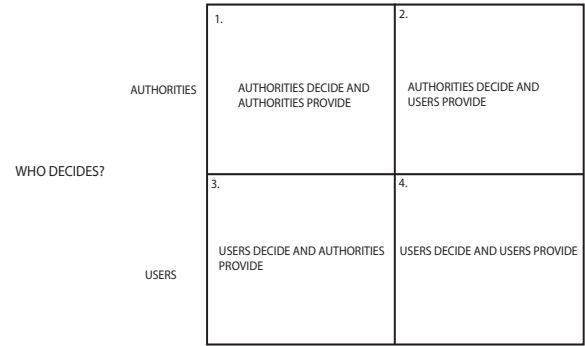 1.
2.
AUTHORITIES
AUTHORITIES DECIDE AND
AUTHORITIES PROVIDE
AUTHORITIES DECIDE AND
USERS PROVIDE
WHO DECIDES?
3.
4.
USERS DECIDE AND AUTHORITIES
PROVIDE
USERS DECIDE AND USERS PROVIDE
USERS